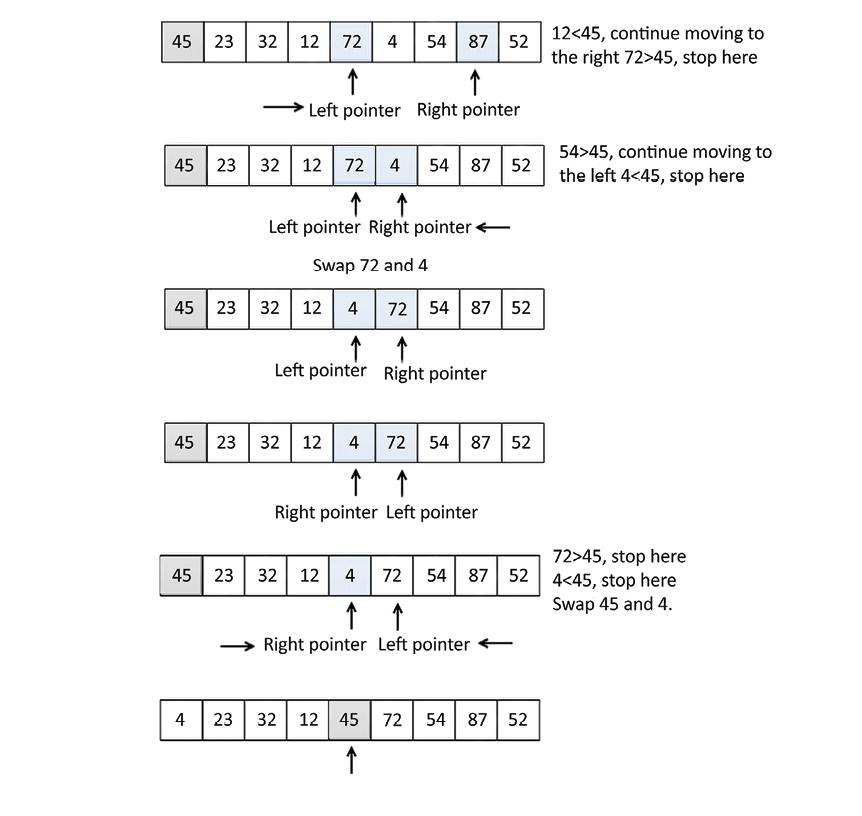 45 23 32 12 72 4 54 87 52
12<45, continue moving to
the right 72>45, stop here
Left pointer Right pointer
45 23 32 12 72 4 54 87 52
54>45, continue moving to
the left 4<45, stop here
Left pointer Right pointer
Swap 72 and 4
45 23 32 12 4 72 54 87 52
Left pointer Right pointer
45 23 32 12 4 72 54 87 52
Right pointer Left pointer
45 23 32 12 4 72 54 87 52
72>45, stop here
4<45, stop here
Swap 45 and 4.
Right pointer Left pointer
4 23 32 12 45 72 54 87 52